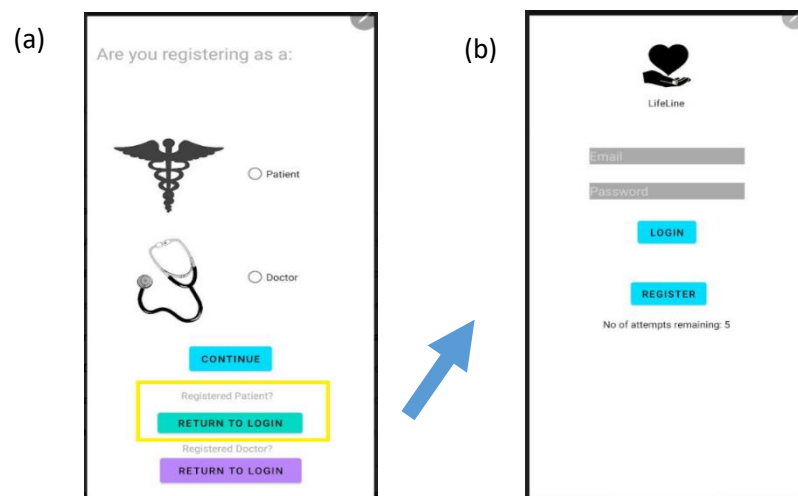 (a)
Are you registering as a:
Patient
Doctor
CONTINUE
Registered Patient?
RETURN TO LOGIN
Registered Doctor?
RETURN TO LOGIN
(b)
LifeLine
Email
Password
LOGIN
REGISTER
No of attempts remaining: 5